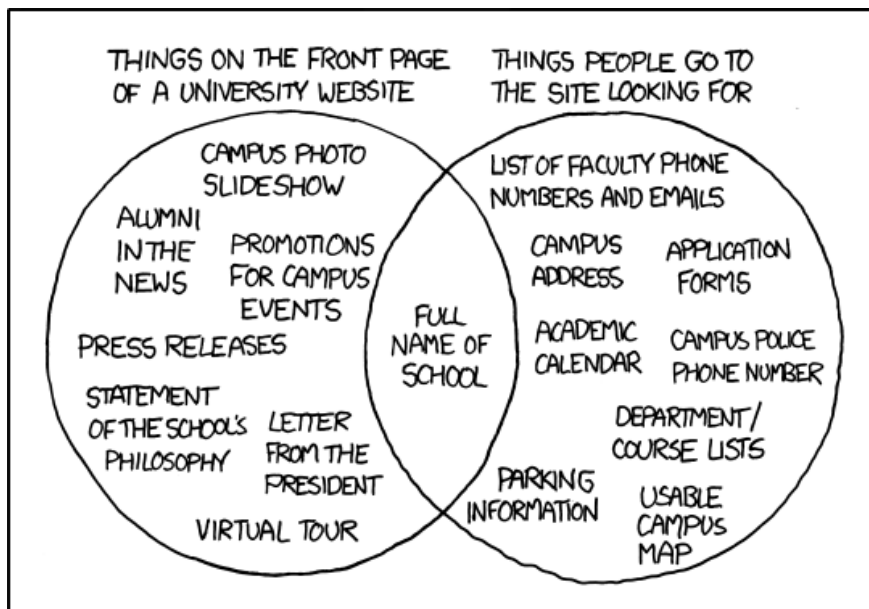 THINGS ON THE FRONT PAGE
OF A UNIVERSITY WEBSITE
THINGS PEOPLE GO TO
THE SITE LOOKING FOR
CAMPUS PHOTO
SLIDESHOW
ALUMNI
IN THE
NEWS
PROMOTIONS
FOR CAMPUS
EVENTS
PRESS RELEASES
STATEMENT
OF THE SCHOOL'S
PHILOSOPHY
LETTER
FROM THE
PRESIDENT
VIRTUAL TOUR
FULL
NAME OF
SCHOOL
LIST OF FACULTY PHONE
NUMBERS AND EMAILS
CAMPUS
ADDRESS
APPLICATION
FORMS
ACADEMIC
CALENDAR
CAMPUS POLICE
PHONE NUMBER
DEPARTMENT/
COURSE LISTS
PARKING
INFORMATION
USABLE
CAMPUS
MAP